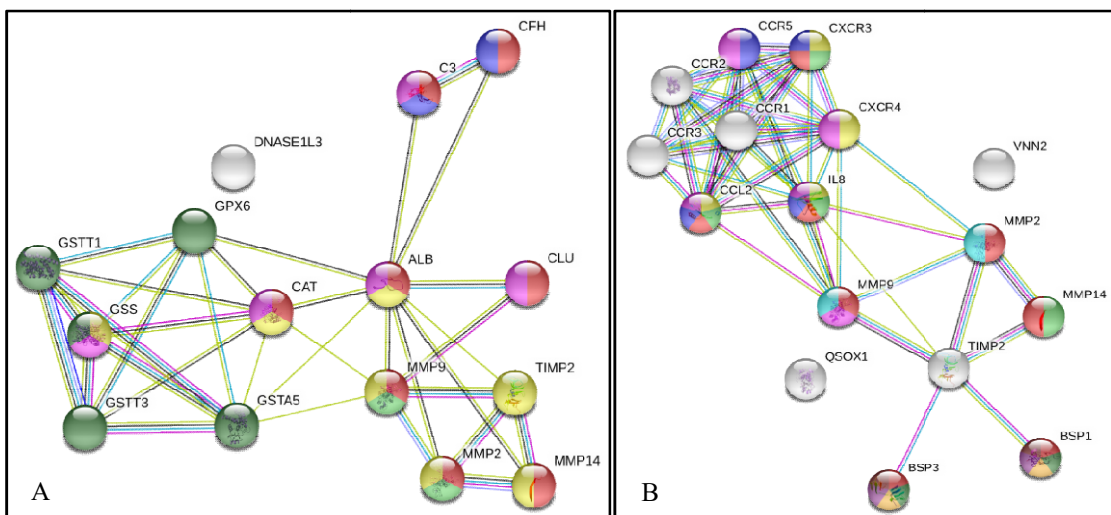 CFH
C3
DNASE1L3
GPX6
GSTT1
ALB
CLU
CAT
GSS
MMP9
TIMP2
GSTT3
GSTA5
MMP2
MMP14
A
CCR5
CXCR3
CCR2
CCR1
CXCR4
CCR3
VNN2
CCL2
IL8
MMP2
MMP9
MMP14
TIMP2
QSOX1
BSP1
BSP3
B